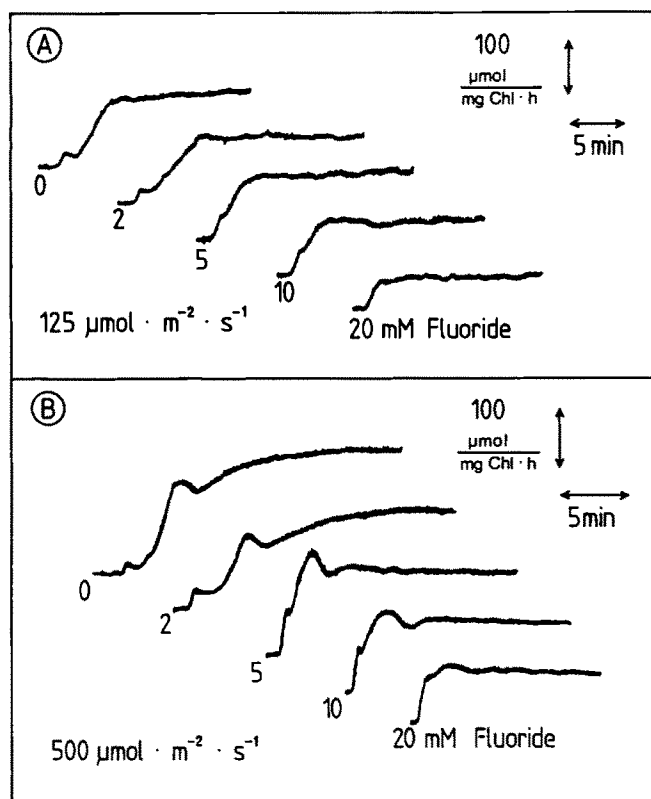 A
100
µmol
mg Chl · h
5 min
0
2
5
10
125 µmol · m⁻² · s⁻¹
20 mM Fluoride
B
100
µmol
mg Chl · h
5min
0
2
5
10
20 mM Fluoride
500 µmol · m⁻² · s⁻¹